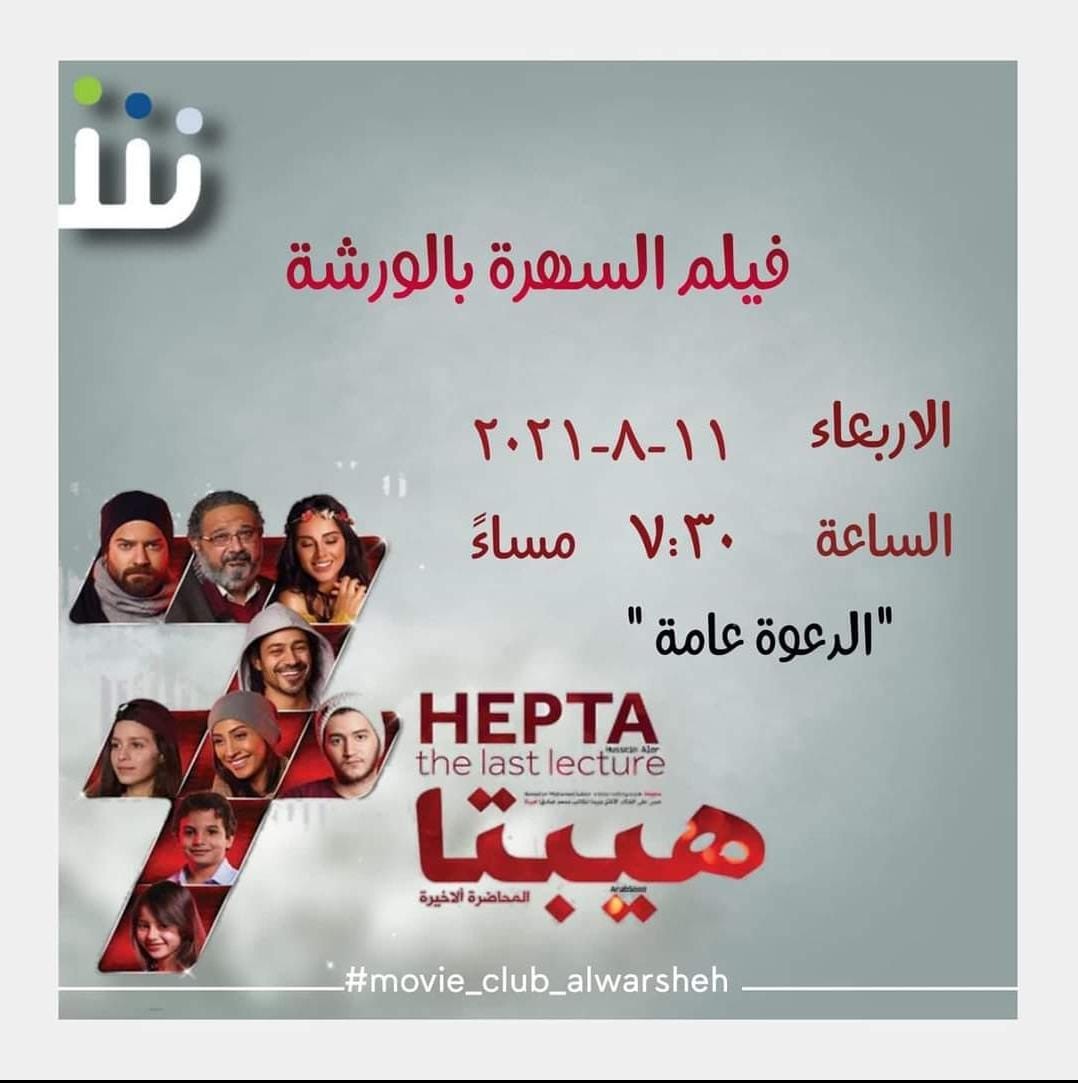 فيلم السهرة بالورشة
الاربعاء ١١-٨-٢٠٢١
الساعة ٧:٣٠ مساءً
"الدعوة عامة"
HEPTA
the last lecture
هيبتا
المحاضرة ألاخيرة
#movie_club_alwarsheh